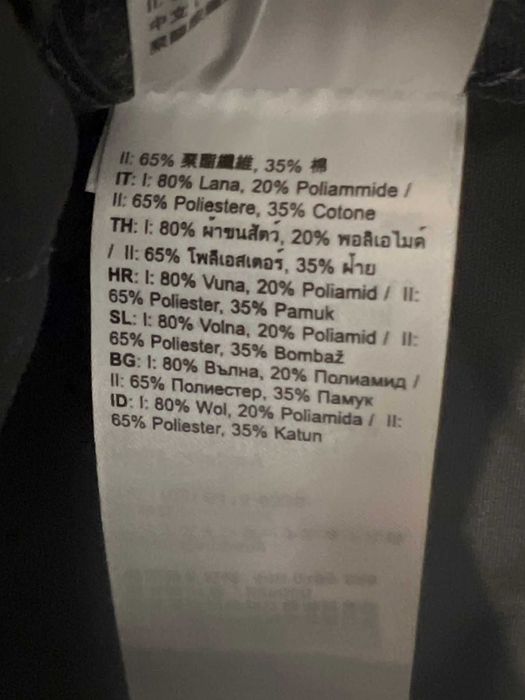 中文
II: 65% 聚酯纖維, 35% 棉
IT: I: 80% Lana, 20% Poliammide /
II: 65% Poliestere, 35% Cotone
TH: I: 80% ผ้าขนสัตว์, 20% พอลิเอไมด์
/ II: 65% โพลีเอสเตอร์, 35% ฝ้าย
HR: I: 80% Vuna, 20% Poliamid / II:
65% Poliester, 35% Pamuk
SL: I: 80% Volna, 20% Poliamid / II:
65% Poliester, 35% Bombaž
BG: I: 80% Вълна, 20% Полиамид /
II: 65% Полиестер, 35% Памук
ID: I: 80% Wol, 20% Poliamida / II:
65% Poliester, 35% Katun